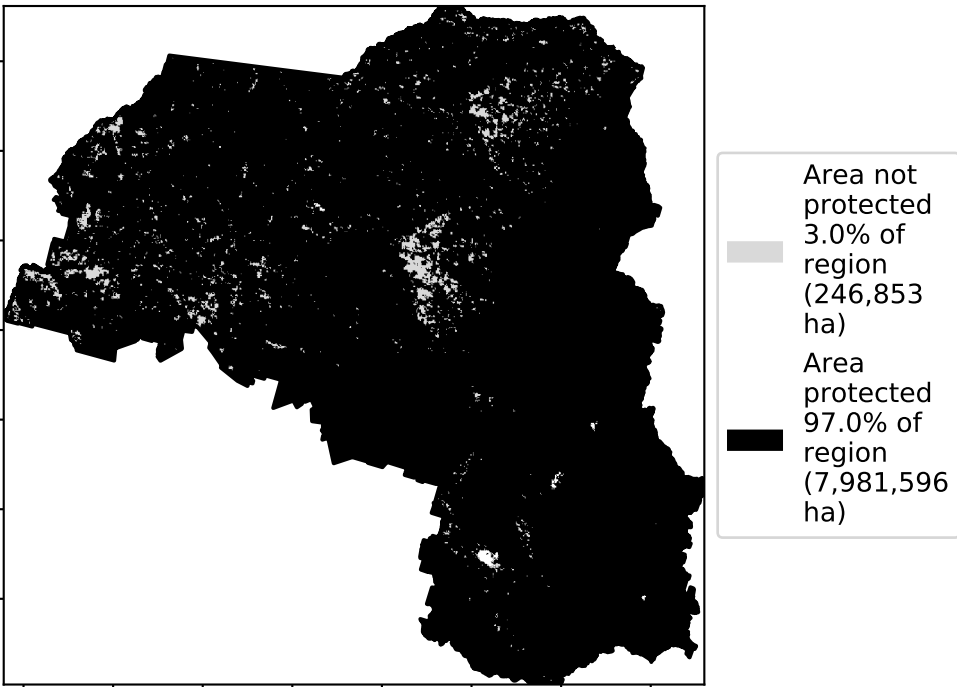 Area not
protected
3.0% of
region
(246,853
ha)
Area
protected
97.0% of
region
(7,981,596
ha)